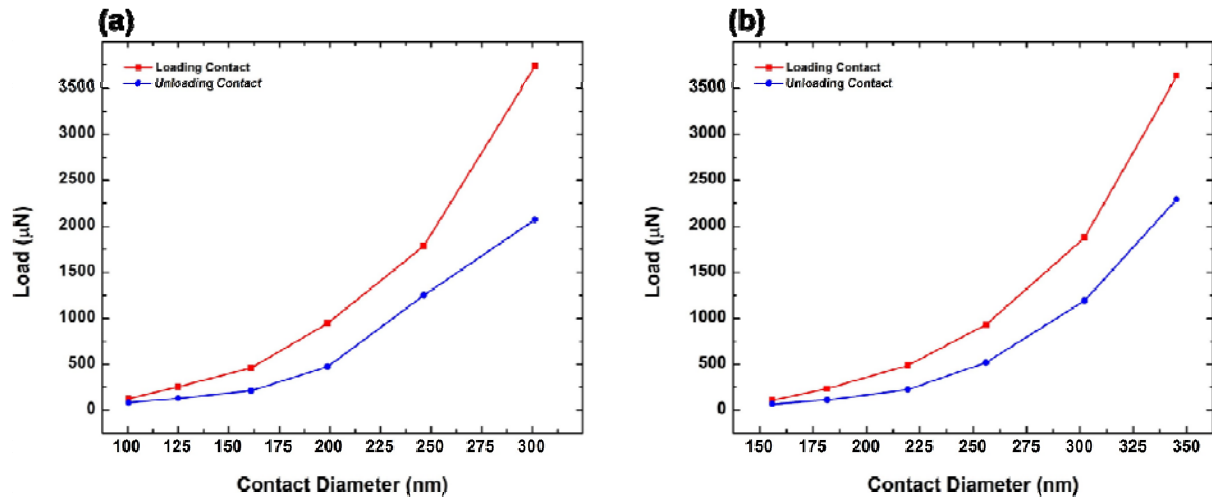 (a)
Loading Contact
Unloading Contact
3500
3000
2500
2000
1500
1000
500
0
Load (μN)
100 125 150 175 200 225 250 275 300
Contact Diameter (nm)
(b)
Loading Contact
Unloading Contact
3500
3000
2500
2000
1500
1000
500
0
Load (μN)
150 175 200 225 250 275 300 325 350
Contact Diameter (nm)